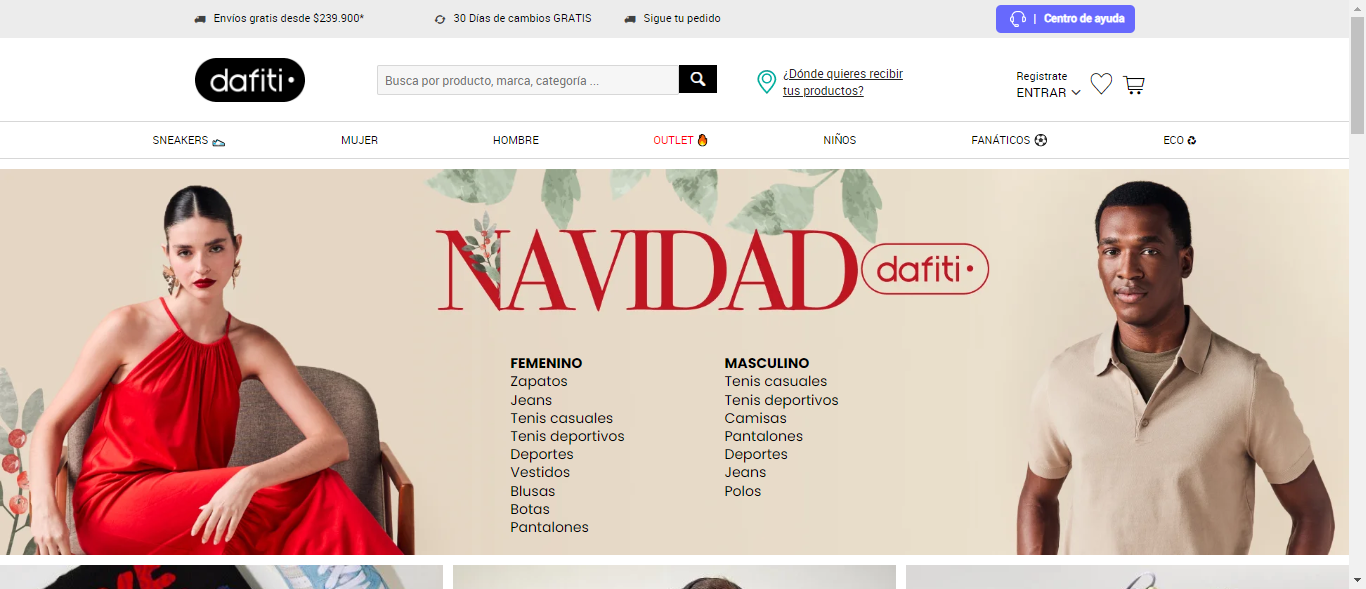 Envíos gratis desde $239.900*
30 Días de cambios GRATIS
Sigue tu pedido
| Centro de ayuda
dafiti
Busca por producto, marca, categoría ...
¿Dónde quieres recibir
tus productos?
Registrate
ENTRAR
SNEAKERS
MUJER
HOMBRE
OUTLET
NIÑOS
FANÁTICOS
ECO
NAVIDAD dafiti
FEMENINO
Zapatos
Jeans
Tenis casuales
Tenis deportivos
Deportes
Vestidos
Blusas
Botas
Pantalones
MASCULINO
Tenis casuales
Tenis deportivos
Camisas
Pantalones
Deportes
Jeans
Polos